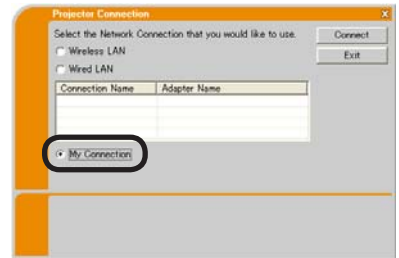 Projector Connection X
Select the Network Connection that you would like to use. Connect
Wireless LAN Exit
Wired LAN
Connection Name Adapter Name
My Connection